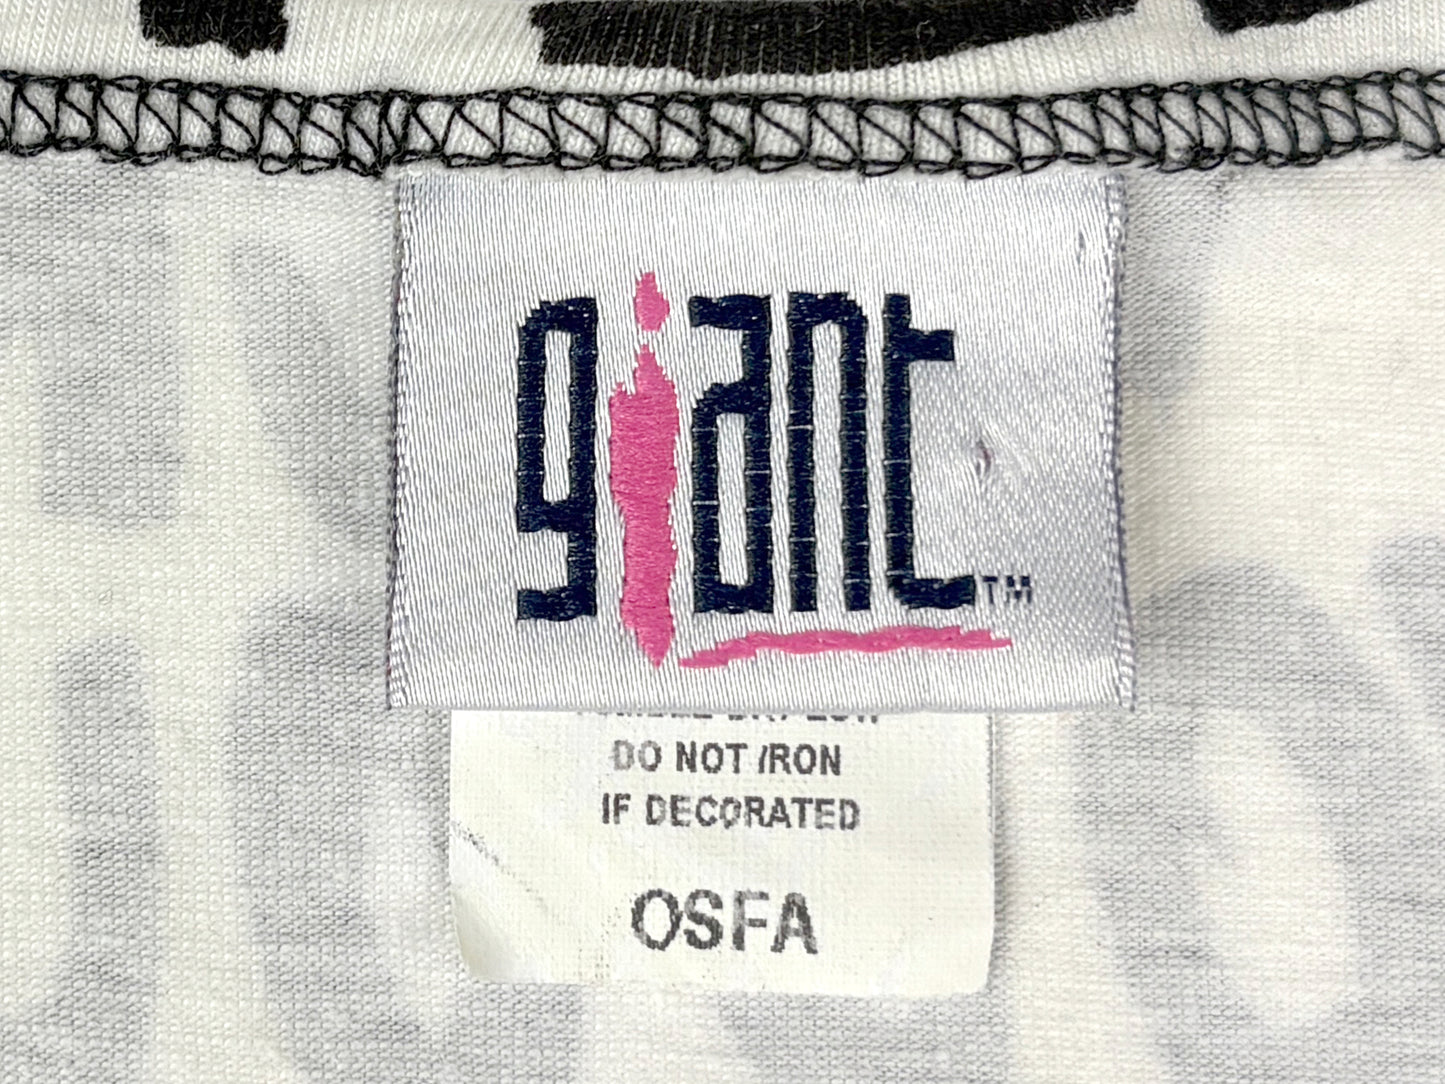 giant™
DO NOT IRON
IF DECORATED
OSFA